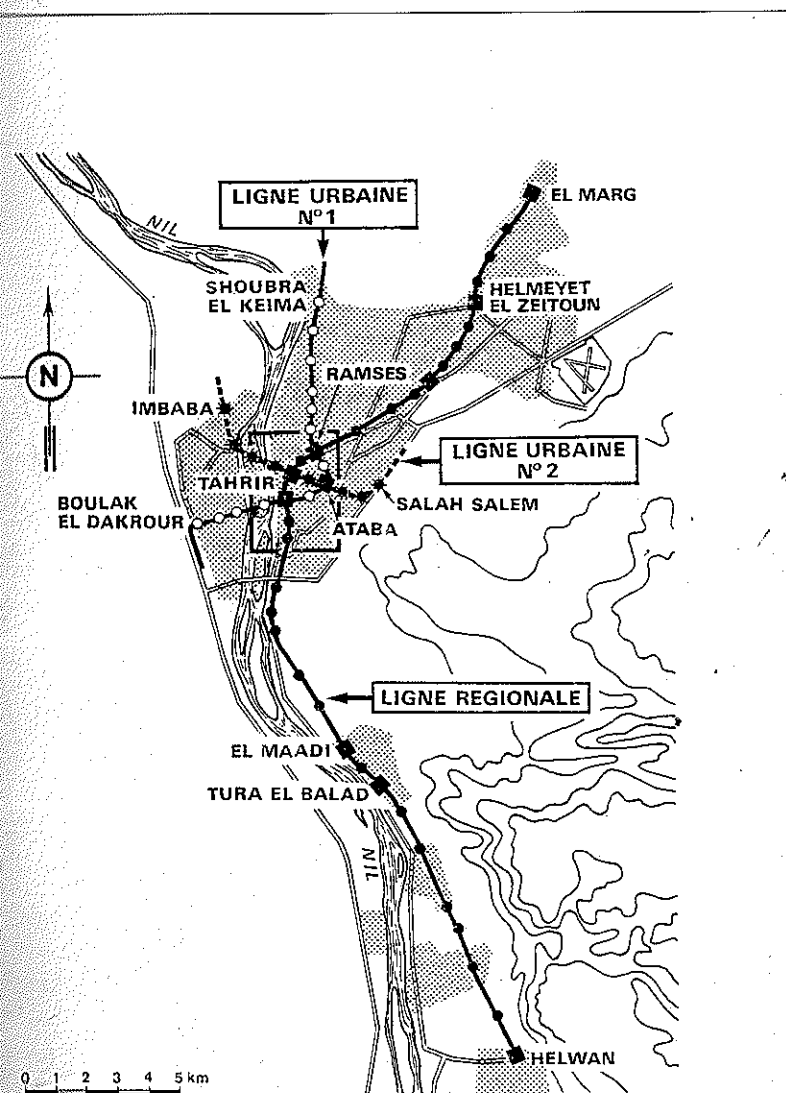 LIGNE URBAINE
N°1
NIL
EL MARG
SHOUBRA
EL KEIMA
HELMEYET
EL ZEITOUN
N
RAMSES
IMBABA
LIGNE URBAINE
N°2
TAHRIR
BOULAK
EL DAKROUR
SALAH SALEM
ATABA
LIGNE REGIONALE
EL MAADI
TURA EL BALAD
NIL
HELWAN
0 1 2 3 4 5 km